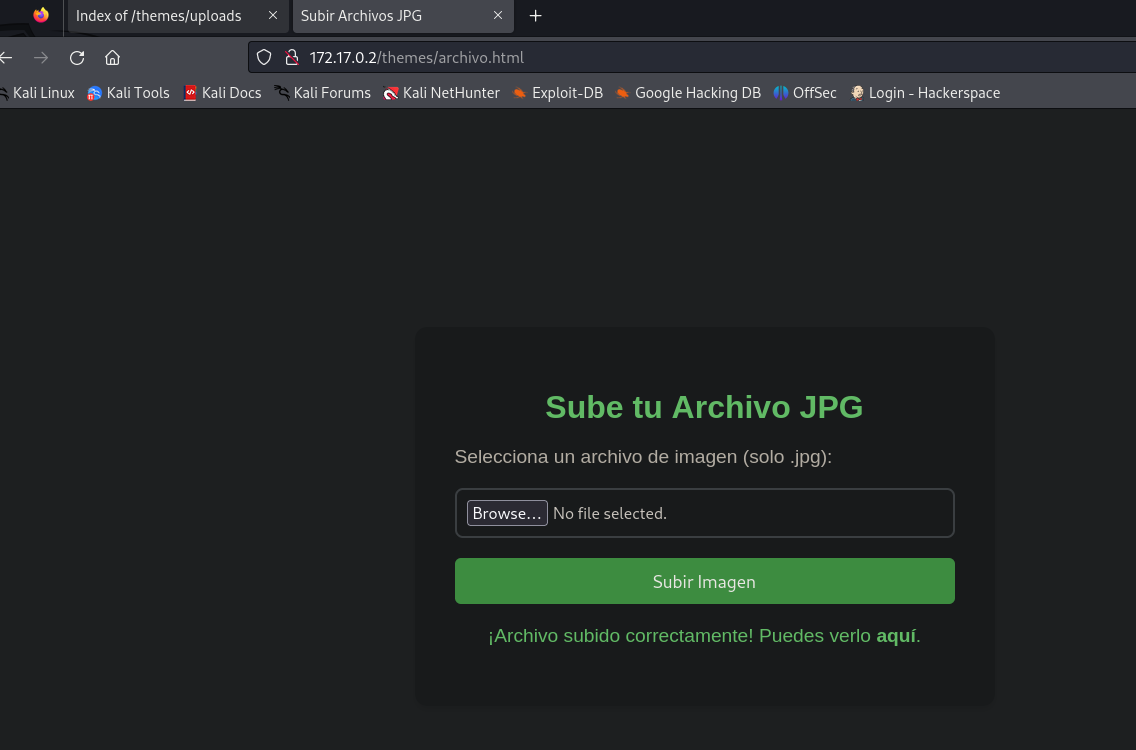 Index of /themes/uploads
Subir Archivos JPG
172.17.0.2/themes/archivo.html
Kali Linux Kali Tools Kali Docs Kali Forums Kali NetHunter Exploit-DB Google Hacking DB OffSec Login - Hackerspace
Sube tu Archivo JPG
Selecciona un archivo de imagen (solo .jpg):
Browse... No file selected.
Subir Imagen
¡Archivo subido correctamente! Puedes verlo aquí.